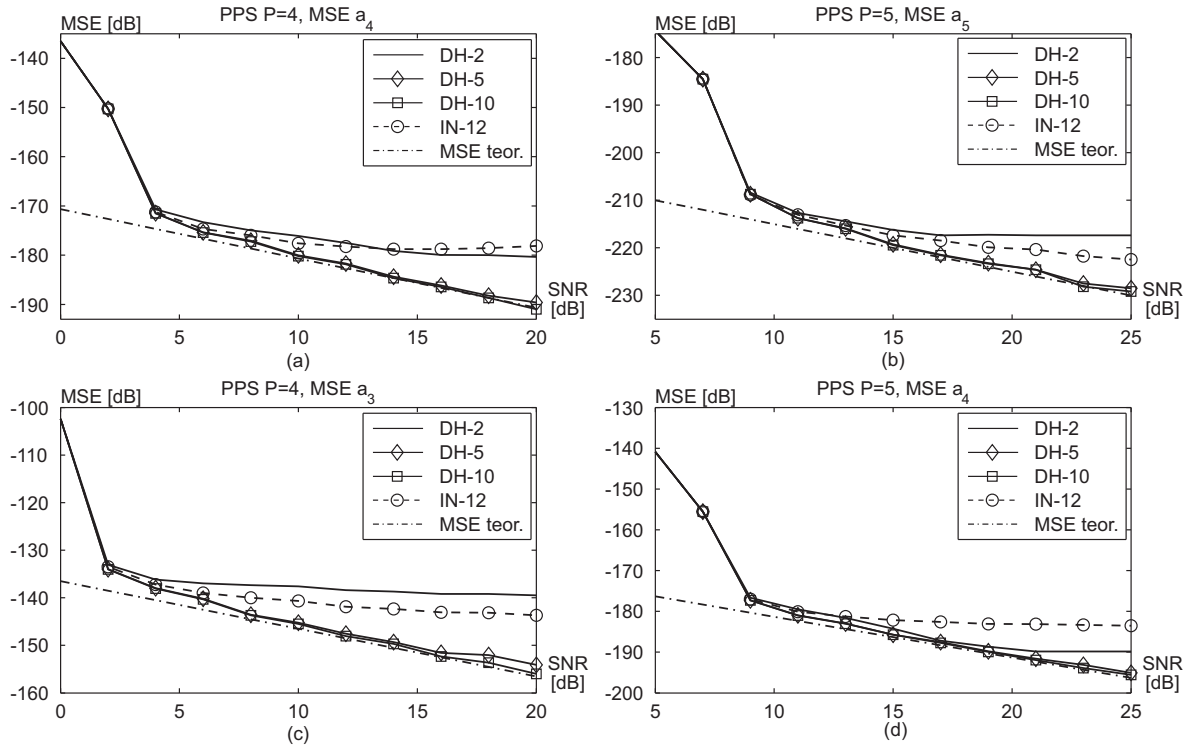 PPS P=4, MSE a4
MSE [dB]
-135
-150
-160
-170
-180
-190
0
5
10
15
20
SNR
[dB]
DH-2
DH-5
DH-10
IN-12
MSE teor.
(a)
PPS P=5, MSE a5
MSE [dB]
-175
-190
-200
-210
-220
-230
5
10
15
20
25
SNR
[dB]
DH-2
DH-5
DH-10
IN-12
MSE teor.
(b)
PPS P=4, MSE a3
MSE [dB]
-100
-110
-120
-130
-140
-150
-160
0
5
10
15
20
SNR
[dB]
DH-2
DH-5
DH-10
IN-12
MSE teor.
(c)
PPS P=5, MSE a4
MSE [dB]
-130
-140
-150
-160
-170
-180
-190
-200
5
10
15
20
25
SNR
[dB]
DH-2
DH-5
DH-10
IN-12
MSE teor.
(d)